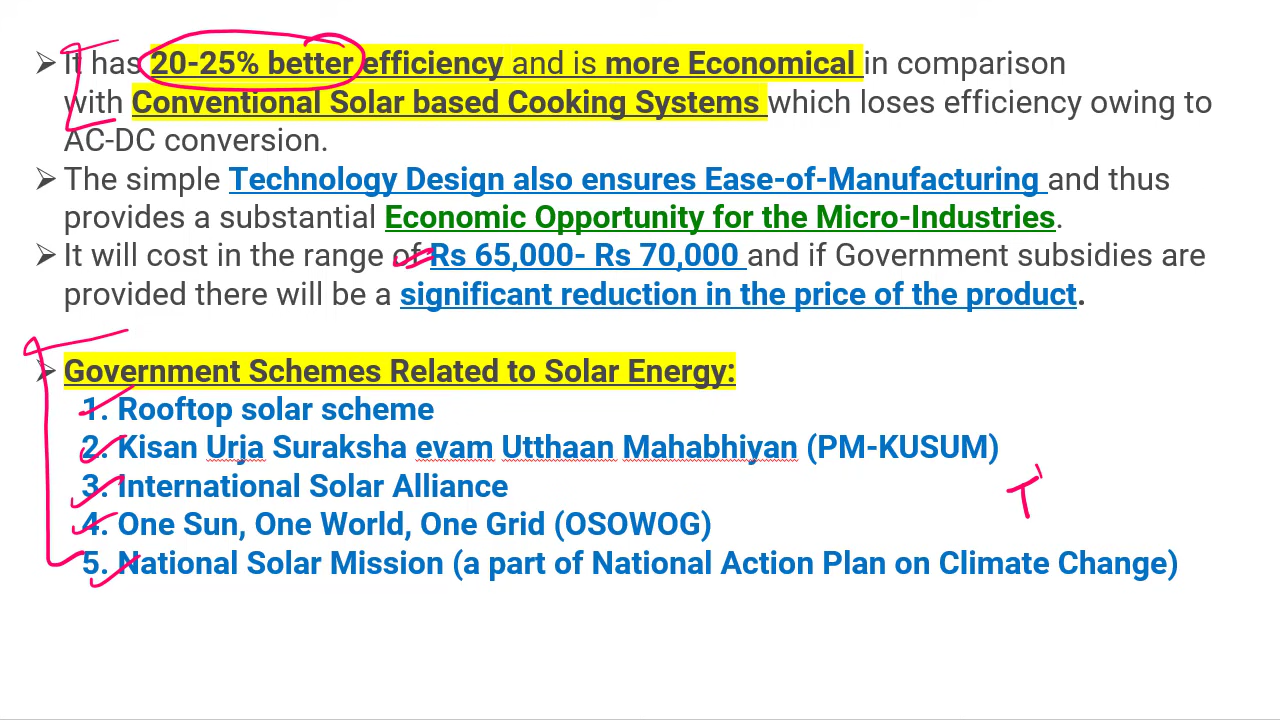 ➢ It has 20-25% better efficiency and is more Economical in comparison
with Conventional Solar based Cooking Systems which loses efficiency owing to
AC-DC conversion.
➢ The simple Technology Design also ensures Ease-of-Manufacturing and thus
provides a substantial Economic Opportunity for the Micro-Industries.
➢ It will cost in the range of Rs 65,000- Rs 70,000 and if Government subsidies are
provided there will be a significant reduction in the price of the product.
➢ Government Schemes Related to Solar Energy:
1. Rooftop solar scheme
2. Kisan Urja Suraksha evam Utthaan Mahabhiyan (PM-KUSUM)
3. International Solar Alliance
4. One Sun, One World, One Grid (OSOWOG)
5. National Solar Mission (a part of National Action Plan on Climate Change)